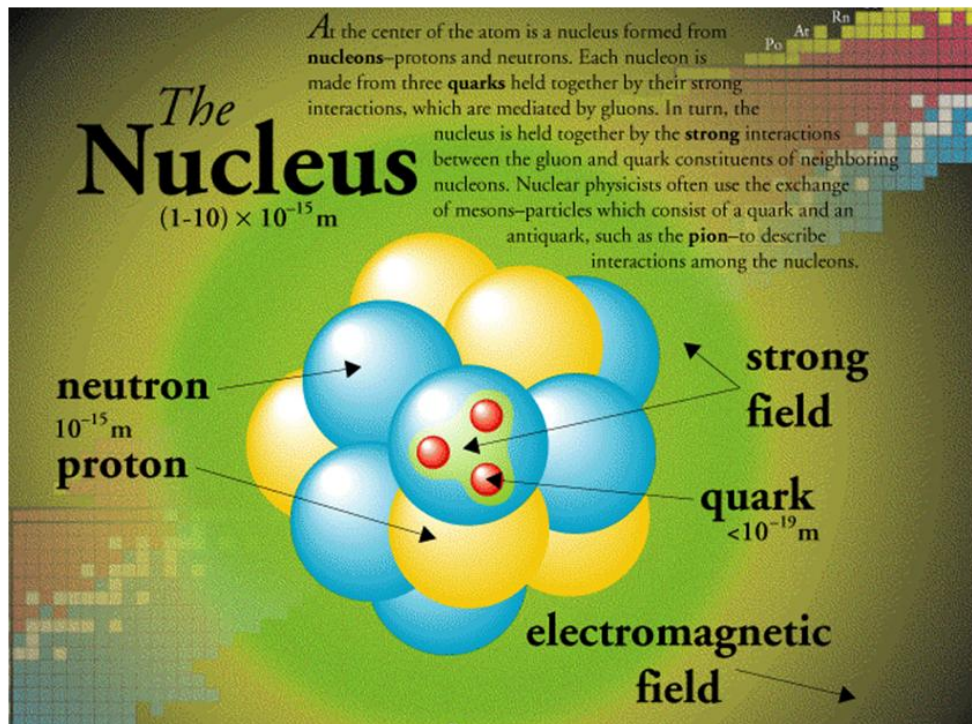 Rn
At
Po
At the center of the atom is a nucleus formed from
nucleons–protons and neutrons. Each nucleon is
made from three quarks held together by their strong
interactions, which are mediated by gluons. In turn, the
nucleus is held together by the strong interactions
between the gluon and quark constituents of neighboring
nucleons. Nuclear physicists often use the exchange
of mesons–particles which consist of a quark and an
antiquark, such as the pion–to describe
interactions among the nucleons.
The
Nucleus
(1-10) × 10⁻¹⁵ m
neutron
10⁻¹⁵ m
proton
strong
field
quark
<10⁻¹⁹ m
electromagnetic
field